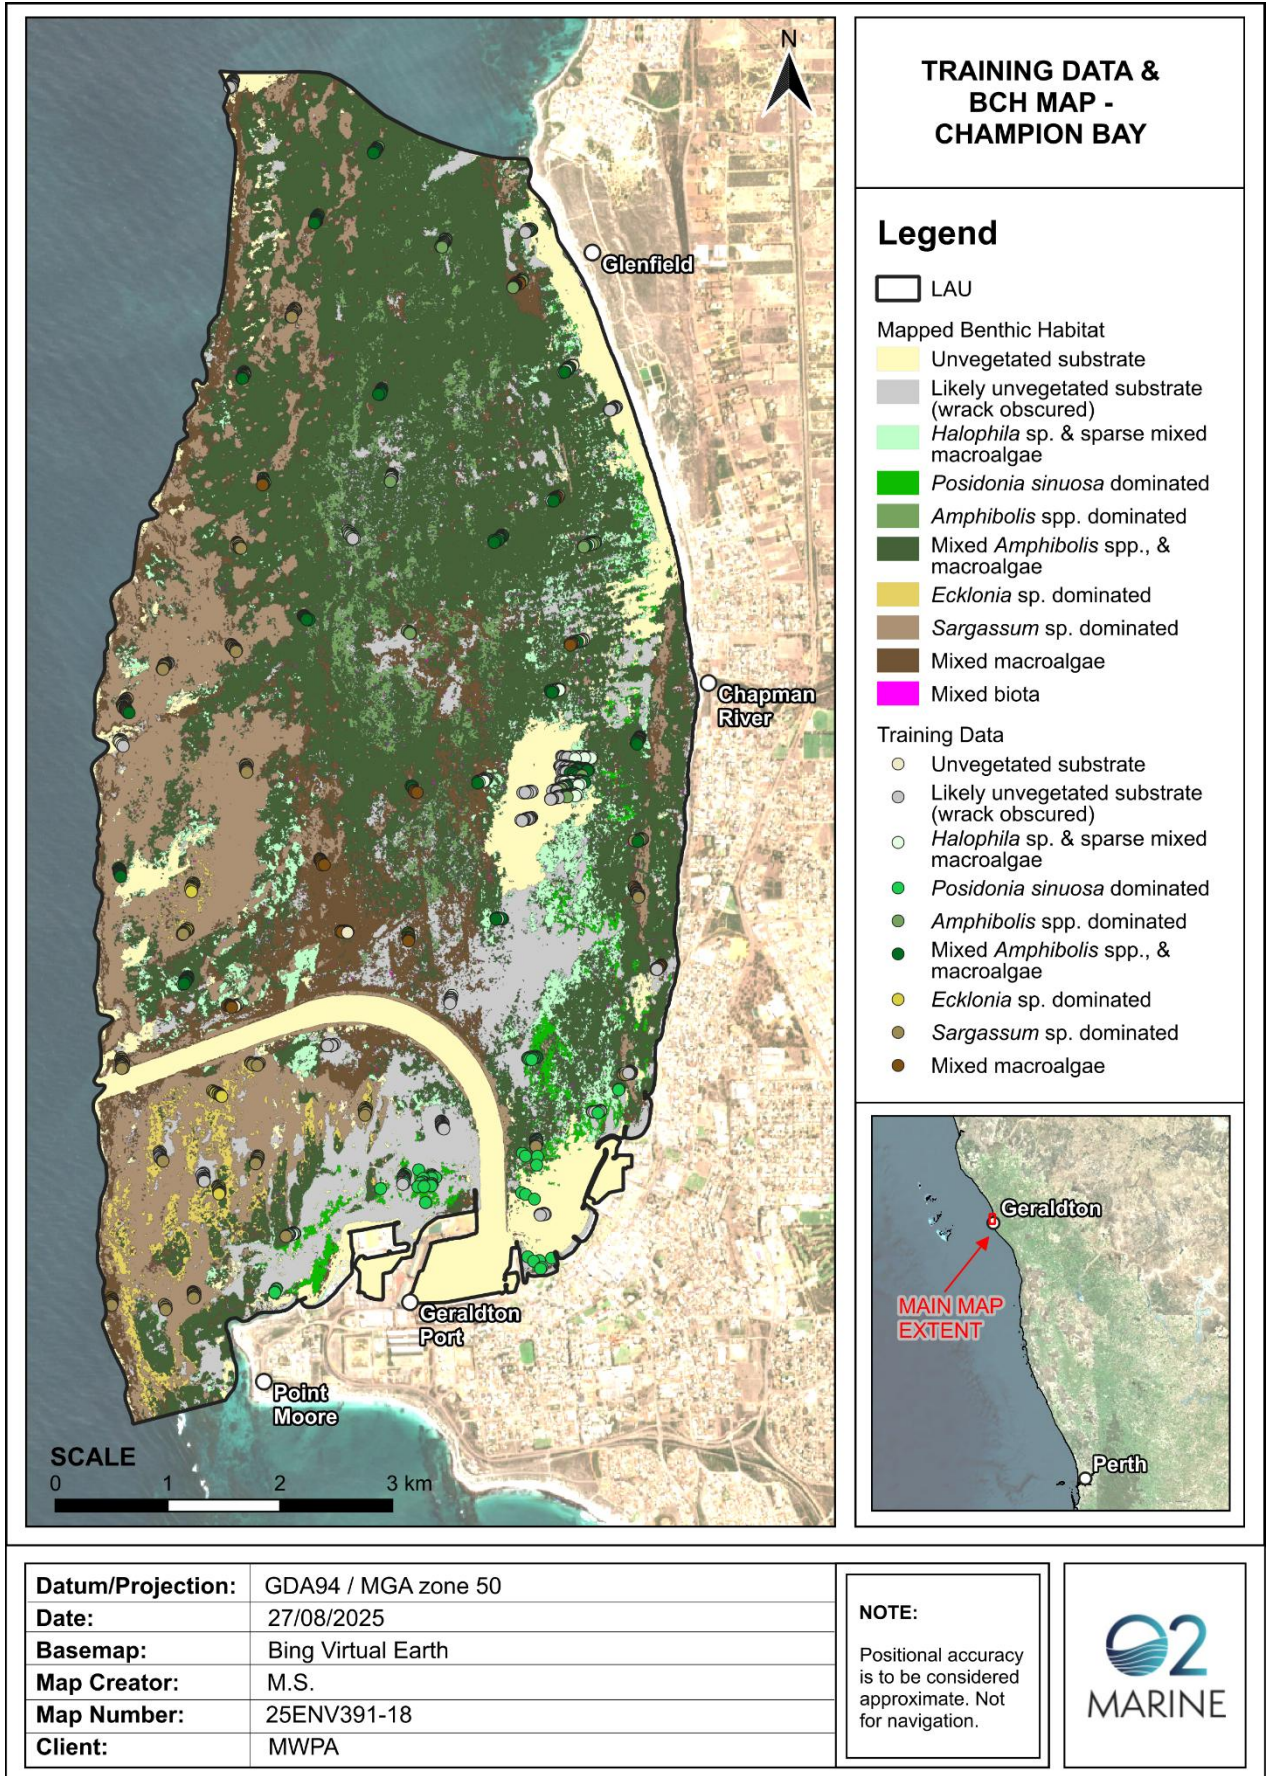 N
Glenfield
Chapman
River
Geraldton
Port
Point
Moore
SCALE
0 1 2 3 km
TRAINING DATA &
BCH MAP -
CHAMPION BAY
Legend
LAU
Mapped Benthic Habitat
Unvegetated substrate
Likely unvegetated substrate
(wrack obscured)
Halophila sp. & sparse mixed
macroalgae
Posidonia sinuosa dominated
Amphibolis spp. dominated
Mixed Amphibolis spp., &
macroalgae
Ecklonia sp. dominated
Sargassum sp. dominated
Mixed macroalgae
Mixed biota
Training Data
Unvegetated substrate
Likely unvegetated substrate
(wrack obscured)
Halophila sp. & sparse mixed
macroalgae
Posidonia sinuosa dominated
Amphibolis spp. dominated
Mixed Amphibolis spp., &
macroalgae
Ecklonia sp. dominated
Sargassum sp. dominated
Mixed macroalgae
Geraldton
MAIN MAP
EXTENT
Perth
Datum/Projection: GDA94 / MGA zone 50
Date: 27/08/2025
Basemap: Bing Virtual Earth
Map Creator: M.S.
Map Number: 25ENV391-18
Client: MWPA
NOTE:
Positional accuracy
is to be considered
approximate. Not
for navigation.
O2
MARINE